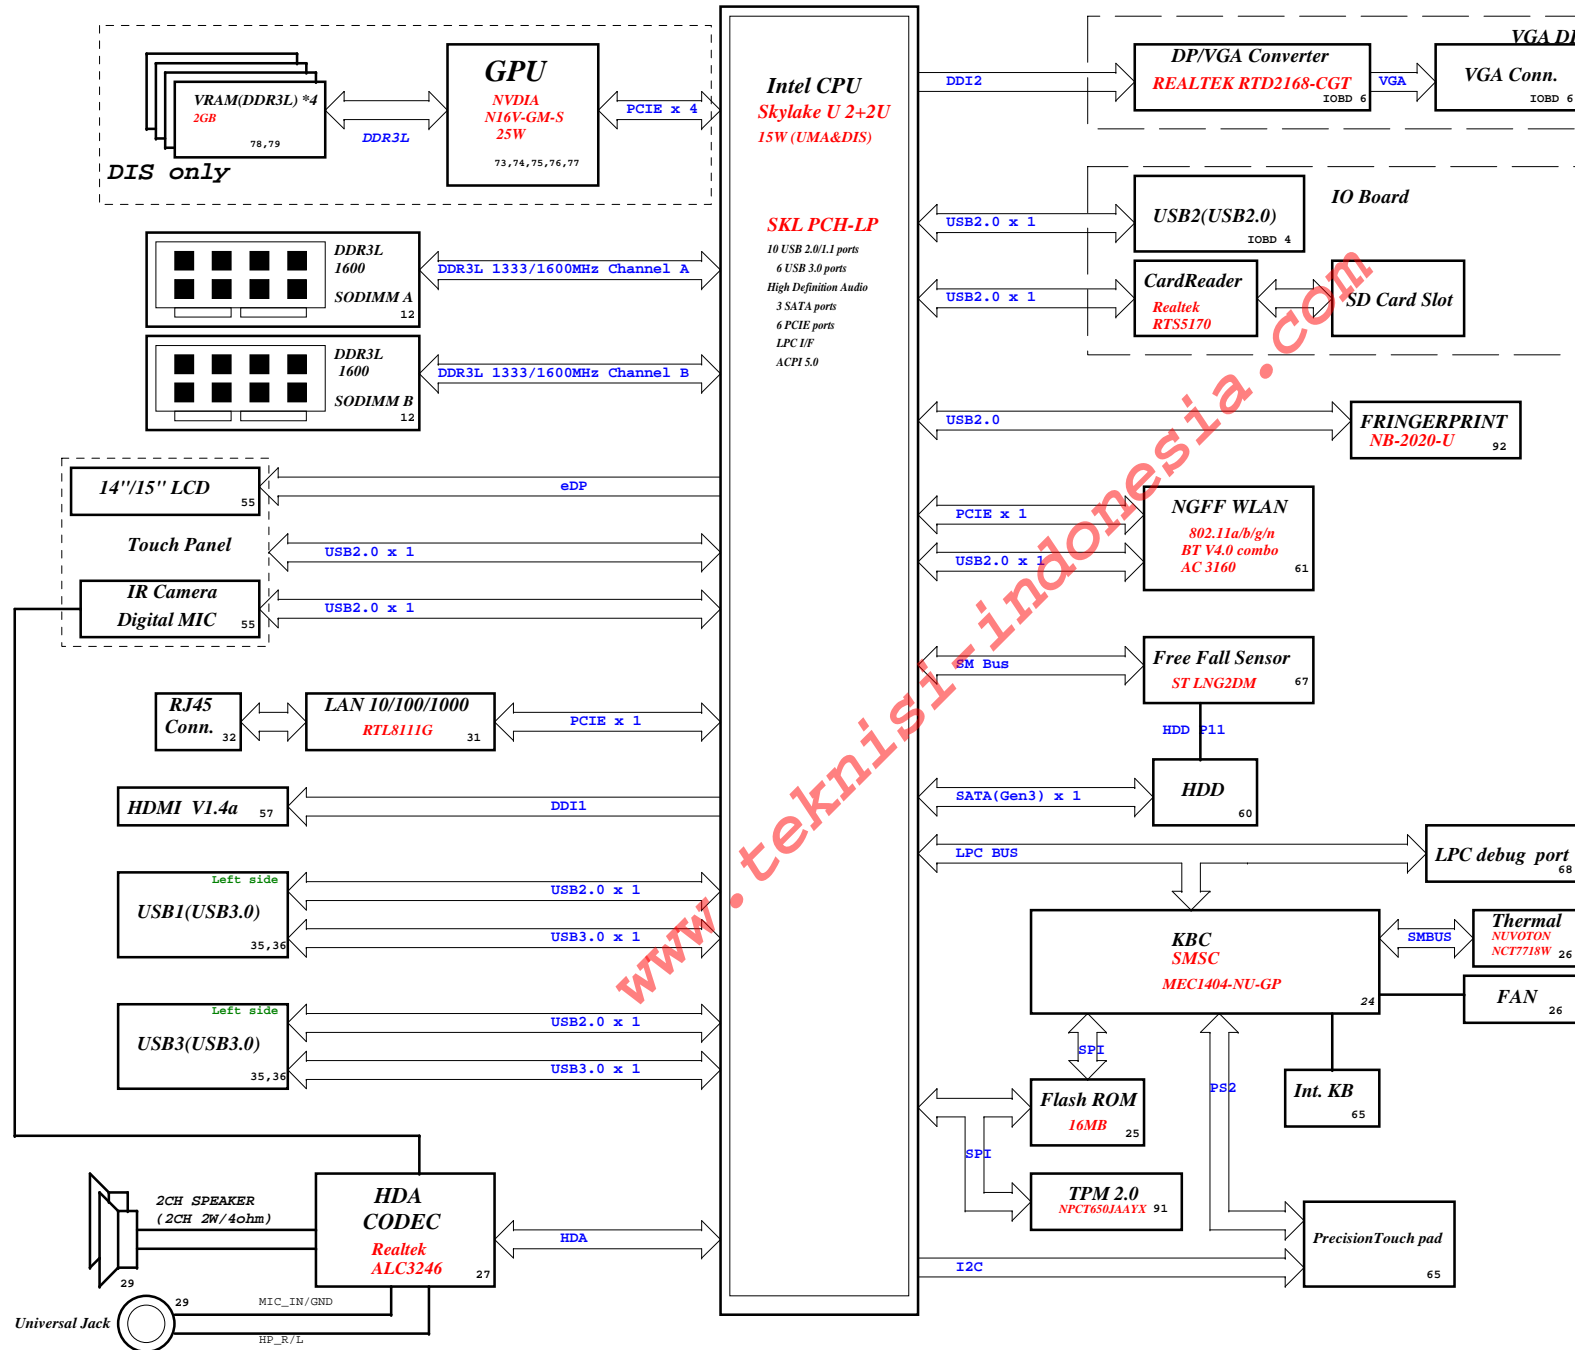 VRAM(DDR3L) *4
2GB
78,79
DDR3L
GPU
NVDIA
N16V-GM-S
25W
73,74,75,76,77
PCIE x 4
DIS only
DDR3L
1600
SODIMM A
12
DDR3L 1333/1600MHz Channel A
DDR3L
1600
SODIMM B
12
DDR3L 1333/1600MHz Channel B
14"/15" LCD
55
eDP
Touch Panel
USB2.0 x 1
IR Camera
Digital MIC
55
USB2.0 x 1
RJ45
Conn.
32
LAN 10/100/1000
RTL8111G
31
PCIE x 1
HDMI V1.4a
57
DDI1
Left side
USB1(USB3.0)
35,36
USB2.0 x 1
USB3.0 x 1
Left side
USB3(USB3.0)
35,36
USB2.0 x 1
USB3.0 x 1
2CH SPEAKER
(2CH 2W/4ohm)
29
HDA
CODEC
Realtek
ALC3246
27
HDA
29
MIC_IN/GND
Universal Jack
HP_R/L
Intel CPU
Skylake U 2+2U
15W (UMA&DIS)
SKL PCH-LP
10 USB 2.0/1.1 ports
6 USB 3.0 ports
High Definition Audio
3 SATA ports
6 PCIE ports
LPC I/F
ACPI 5.0
DDI2
DP/VGA Converter
REALTEK RTD2168-CGT
IOBD 6
VGA
VGA Conn.
IOBD 6
IO Board
USB2.0 x 1
USB2(USB2.0)
IOBD 4
USB2.0 x 1
CardReader
Realtek
RTS5170
SD Card Slot
USB2.0
FRINGERPRINT
NB-2020-U
92
PCIE x 1
USB2.0 x 1
NGFF WLAN
802.11a/b/g/n
BT V4.0 combo
AC 3160
61
SM Bus
Free Fall Sensor
ST LNG2DM
67
HDD P11
SATA(Gen3) x 1
HDD
60
LPC BUS
LPC debug port
68
KBC
SMSC
MEC1404-NU-GP
24
SMBUS
Thermal
NUVOTON
NCT7718W
26
FAN
26
SPI
PS2
Int. KB
65
Flash ROM
16MB
25
SPI
TPM 2.0
NPCT650JAAYX
91
I2C
PrecisionTouch pad
65
www.teknisi-indonesia.com